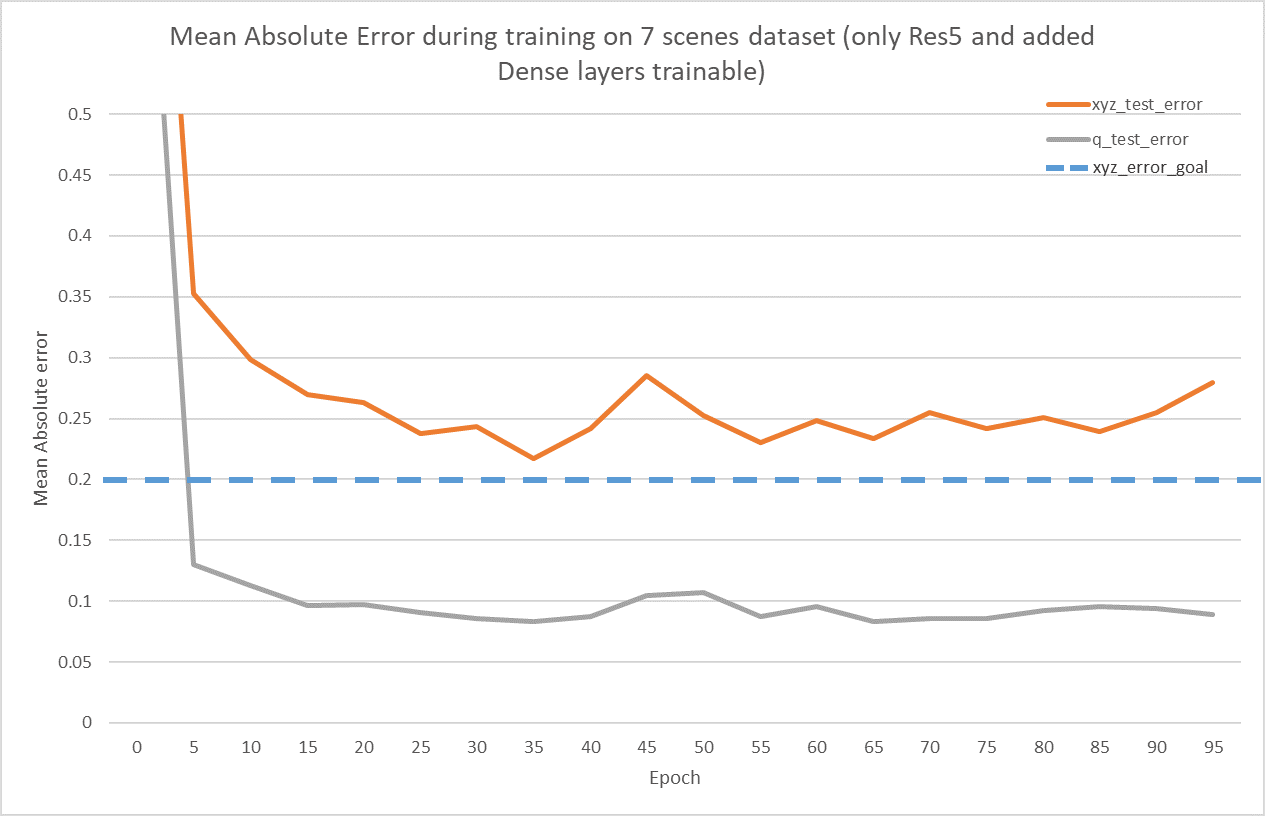 Mean Absolute Error during training on 7 scenes dataset (only Res5 and added
Dense layers trainable)
xyz_test_error
q_test_error
xyz_error_goal
0.5
0.45
0.4
0.35
0.3
0.25
0.2
0.15
0.1
0.05
0
Mean Absolute error
0 5 10 15 20 25 30 35 40 45 50 55 60 65 70 75 80 85 90 95
Epoch